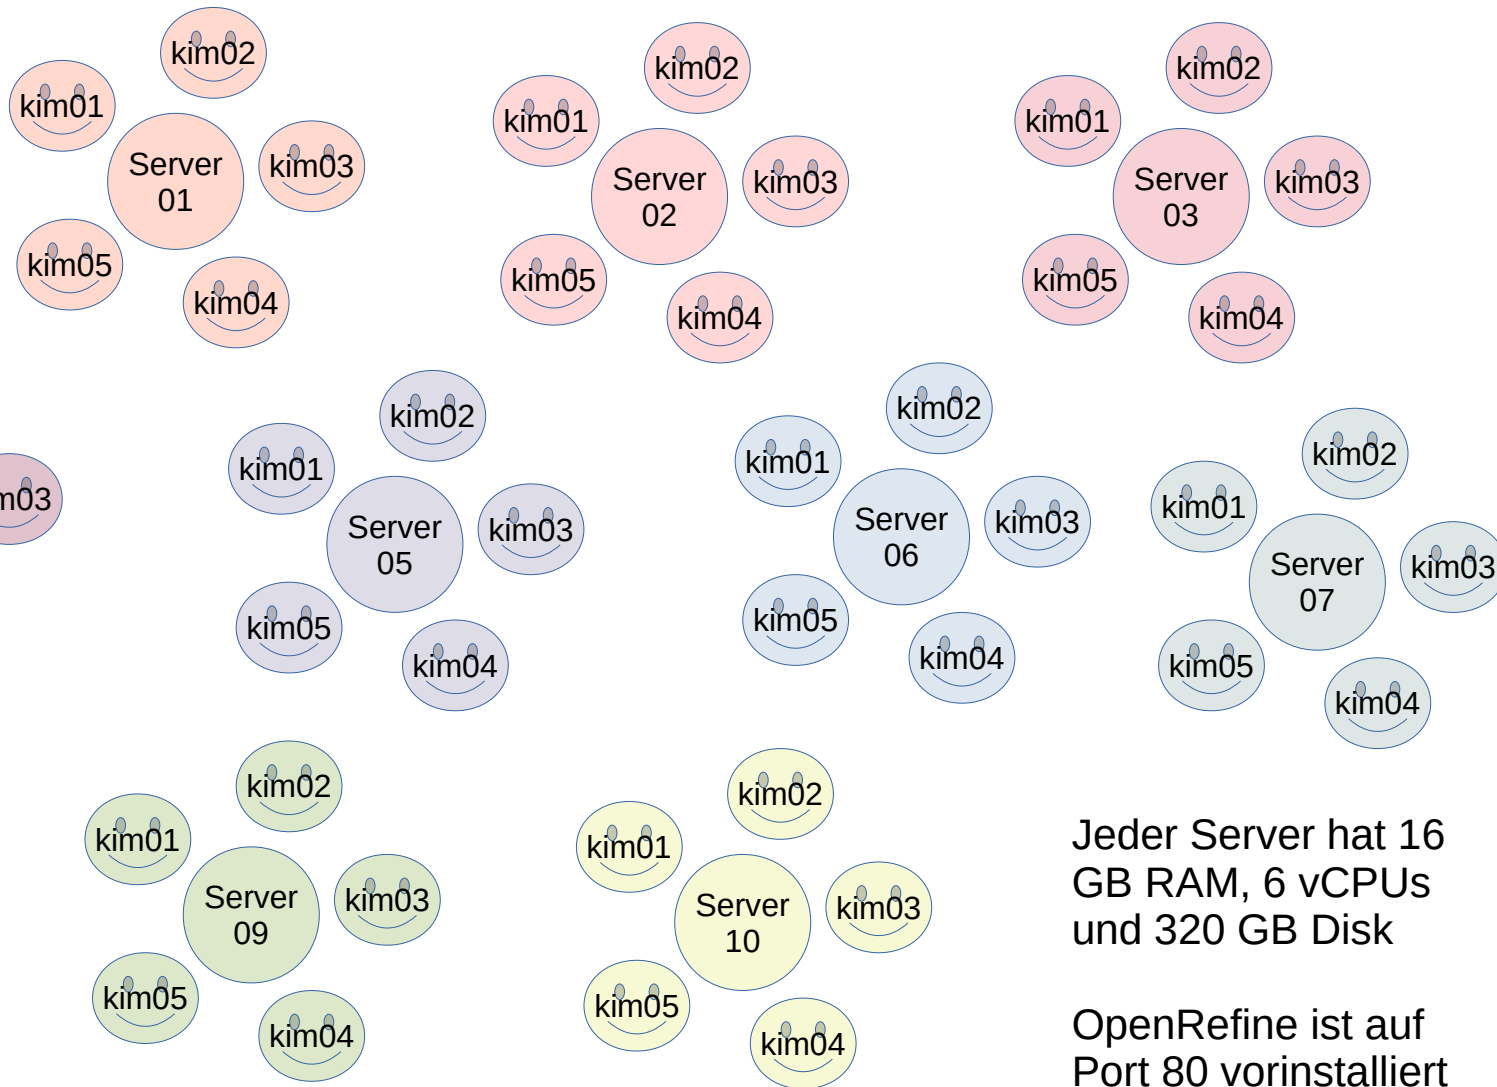 kim02
kim01
Server
01
kim03
kim05
kim04
kim02
kim01
Server
02
kim03
kim05
kim04
kim02
kim01
Server
03
kim03
kim05
kim04
m03
kim02
kim01
Server
05
kim03
kim05
kim04
kim02
kim01
Server
06
kim03
kim05
kim04
kim02
kim01
Server
07
kim03
kim05
kim04
kim02
kim01
Server
09
kim03
kim05
kim04
kim02
kim01
Server
10
kim03
kim05
kim04
Jeder Server hat 16
GB RAM, 6 vCPUs
und 320 GB Disk
OpenRefine ist auf
Port 80 vorinstalliert